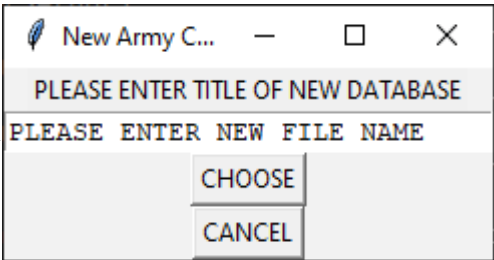 New Army C...
PLEASE ENTER TITLE OF NEW DATABASE
PLEASE ENTER NEW FILE NAME
CHOOSE
CANCEL